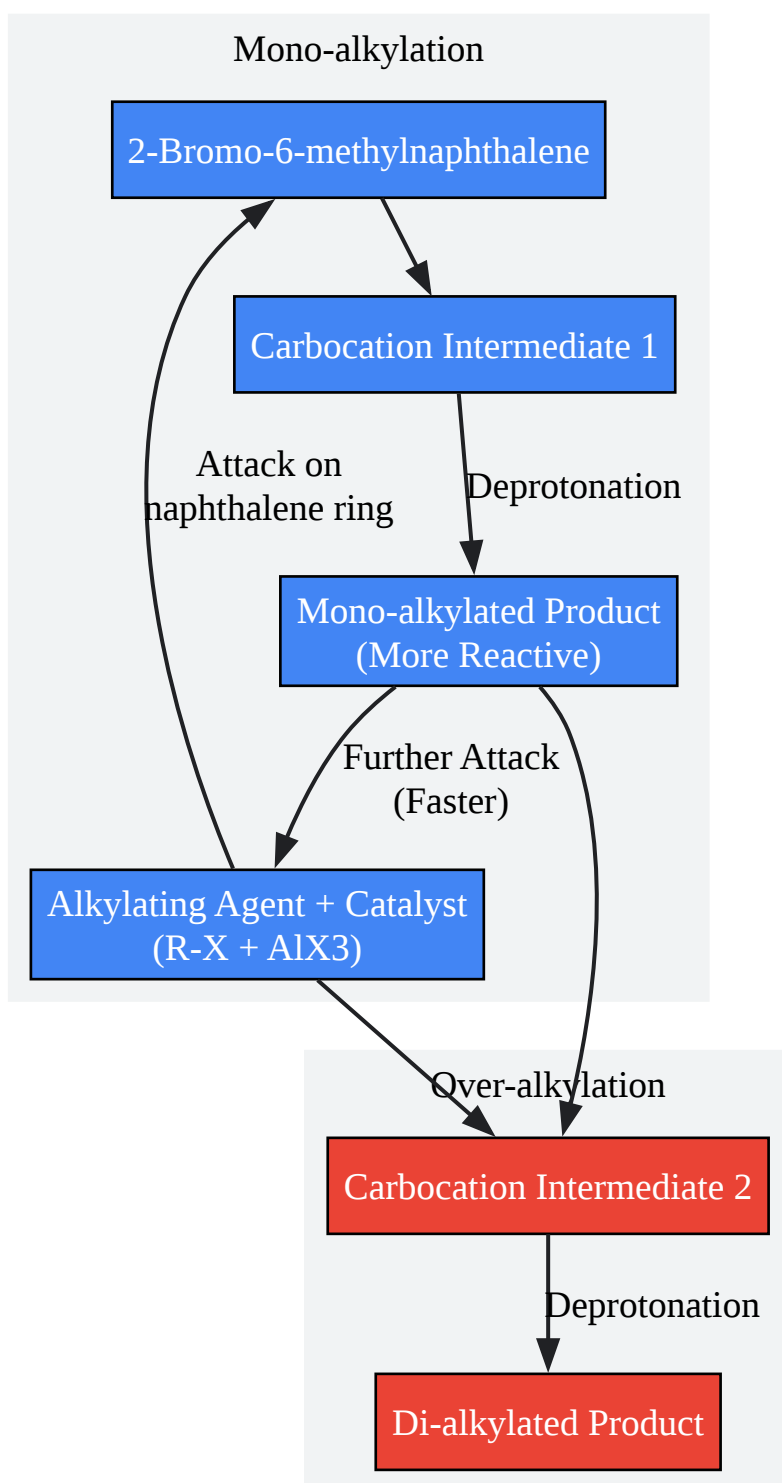 Mono-alkylation
2-Bromo-6-methylnaphthalene
Carbocation Intermediate 1
Attack on
naphthalene ring
Deprotonation
Mono-alkylated Product
(More Reactive)
Further Attack
(Faster)
Alkylating Agent + Catalyst
(R-X + AlX3)
Over-alkylation
Carbocation Intermediate 2
Deprotonation
Di-alkylated Product